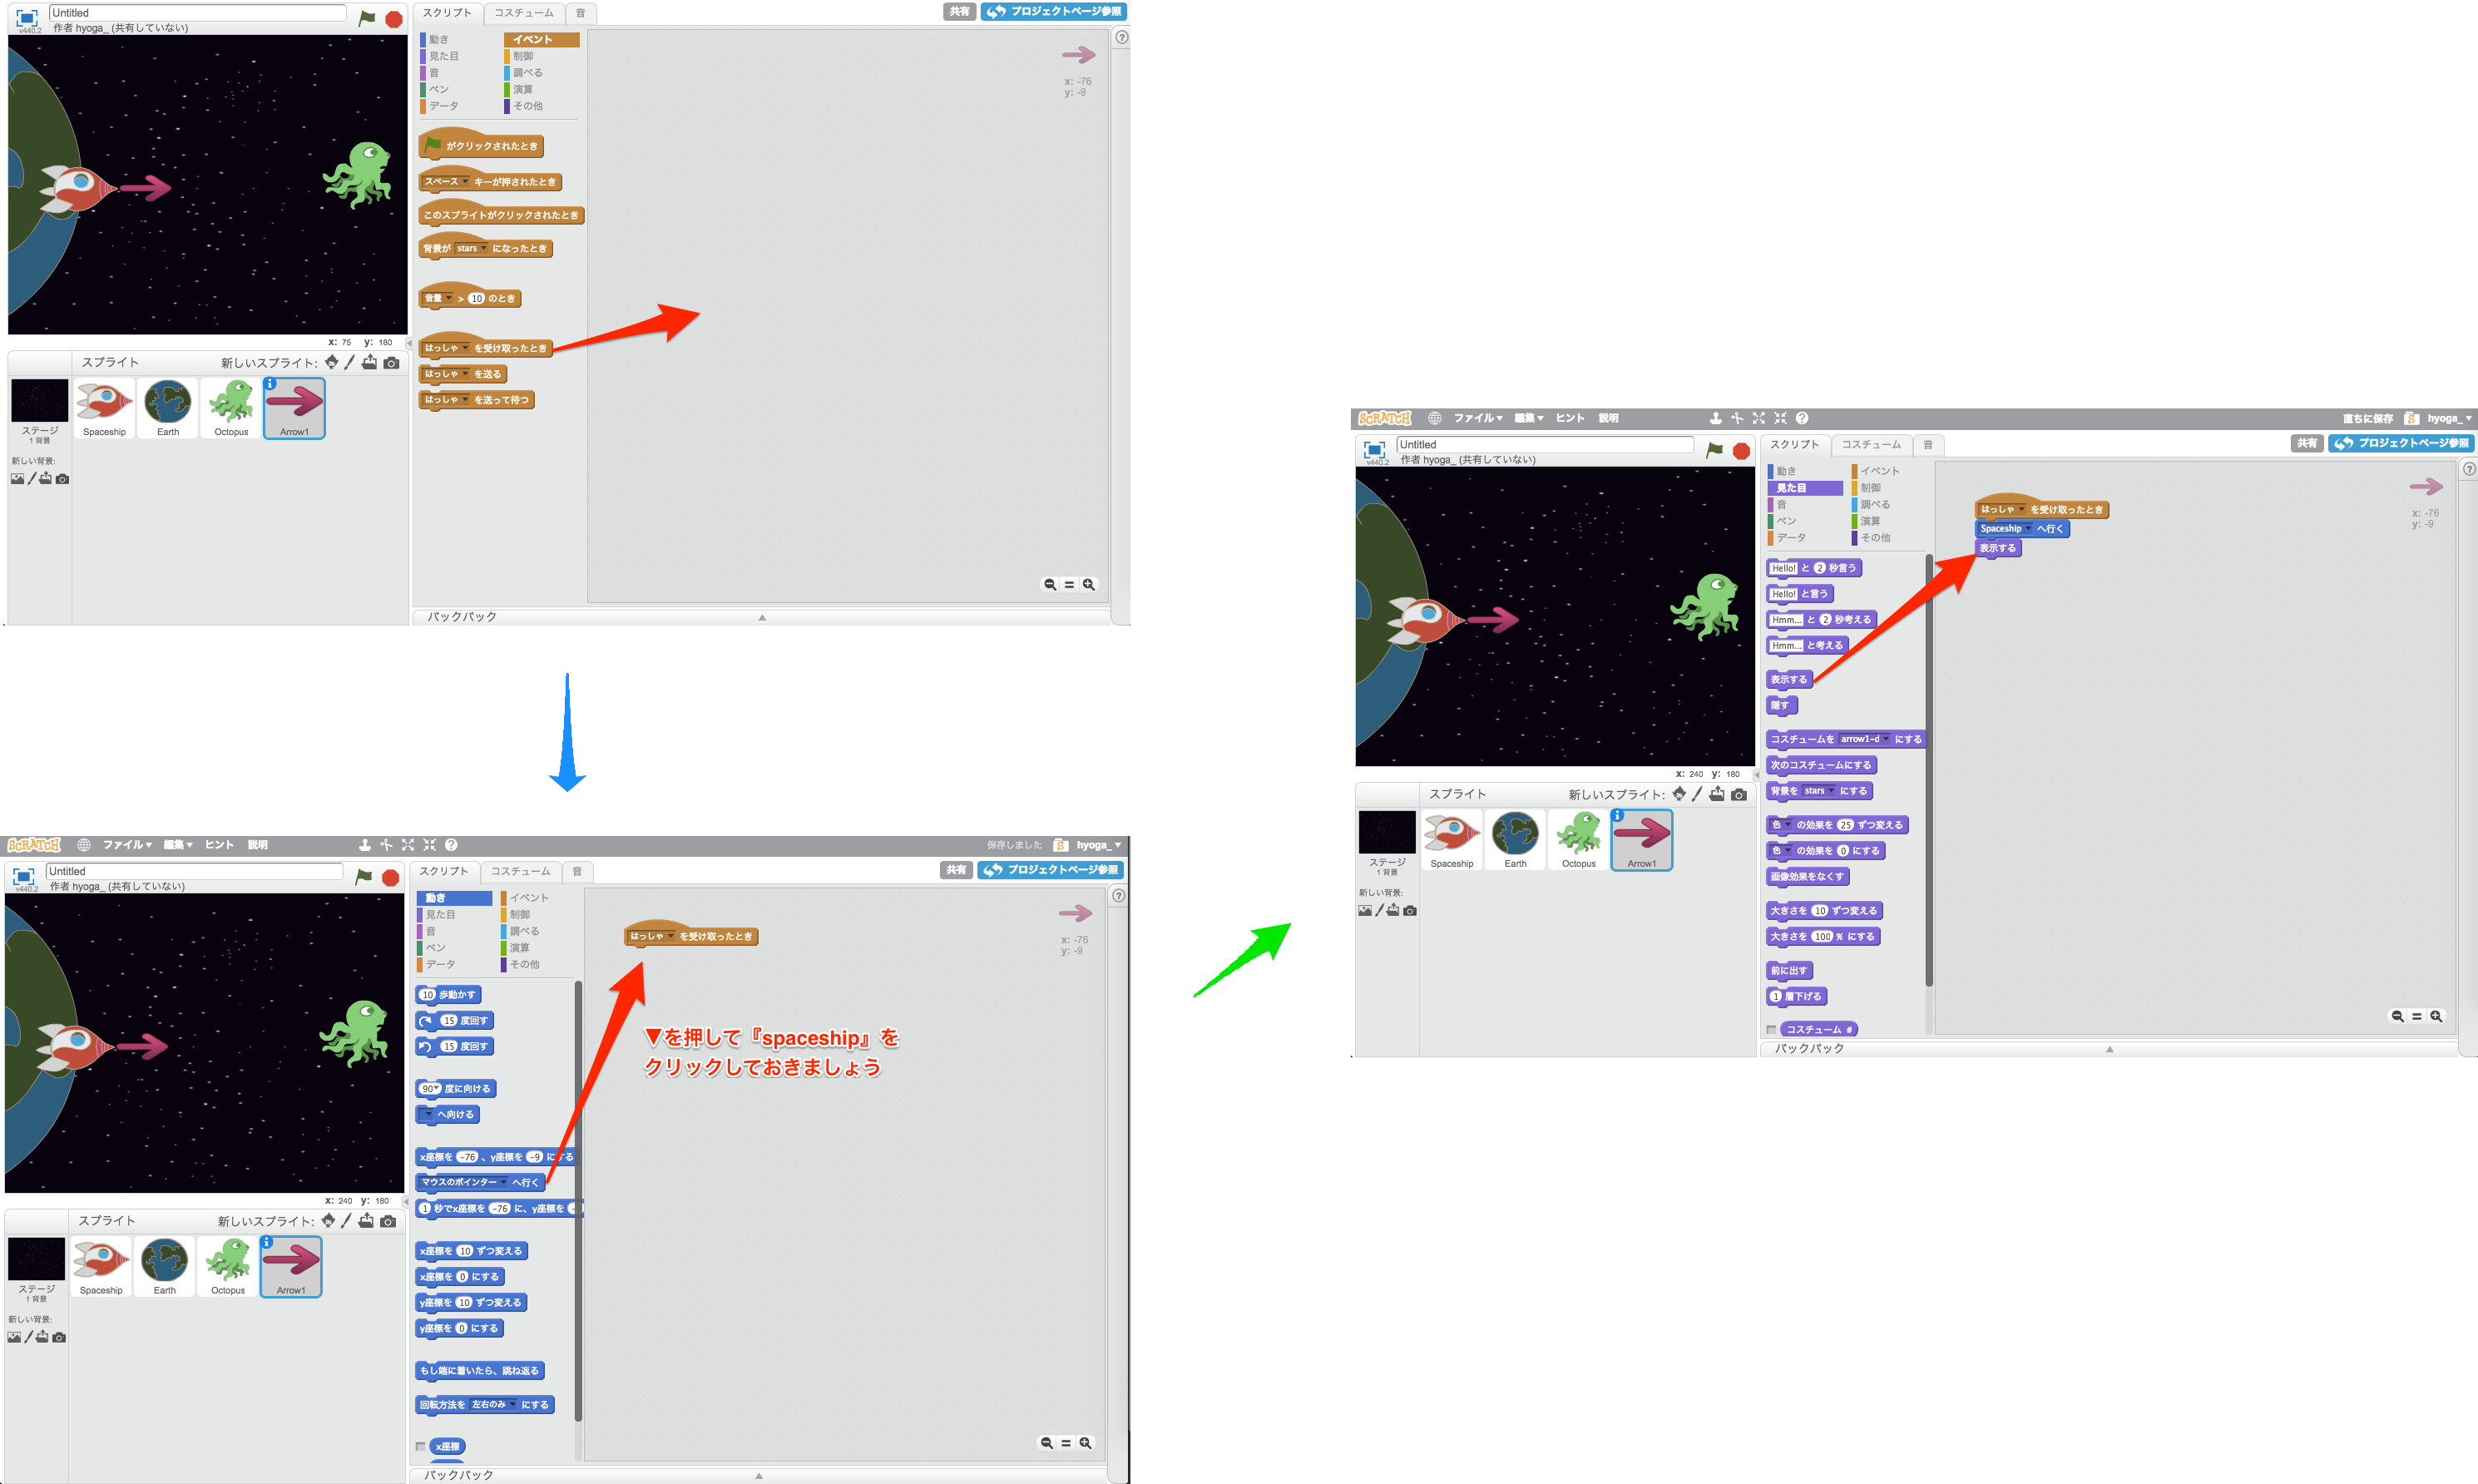 Untitled
作者 hyoga_ (共有していない)
v440.2
スクリプト
コスチューム
音
共有
プロジェクトページ参照
動き
イベント
見た目
制御
音
調べる
ペン
演算
データ
その他
x: -76
y: -9
がクリックされたとき
スペース キーが押されたとき
このスプライトがクリックされたとき
背景が stars になったとき
音量 > 10 のとき
はっしゃ を受け取ったとき
はっしゃ を送る
はっしゃ を送って待つ
x: 75 y: 180
スプライト
新しいスプライト:
ステージ
1 背景
新しい背景:
Spaceship
Earth
Octopus
Arrow1
バックパック
SCRATCH
ファイル▼
編集▼
ヒント
説明
保存しました
hyoga_▼
Untitled
作者 hyoga_ (共有していない)
v440.2
スクリプト
コスチューム
音
共有
プロジェクトページ参照
動き
イベント
見た目
制御
音
調べる
ペン
演算
データ
その他
x: -76
y: -9
はっしゃ を受け取ったとき
▼を押して『spaceship』を
クリックしておきましょう
10 歩動かす
15 度回す
15 度回す
90▼ 度に向ける
へ向ける
x座標を -76 、y座標を -9 にする
マウスのポインター へ行く
1 秒でx座標を -76 に、y座標を
x座標を 10 ずつ変える
x座標を 0 にする
y座標を 10 ずつ変える
y座標を 0 にする
もし端に着いたら、跳ね返る
回転方法を 左右のみ にする
x座標
x: 240 y: 180
スプライト
新しいスプライト:
ステージ
1 背景
新しい背景:
Spaceship
Earth
Octopus
Arrow1
バックパック
SCRATCH
ファイル▼
編集▼
ヒント
説明
直ちに保存
hyoga_▼
Untitled
作者 hyoga_ (共有していない)
v440.2
スクリプト
コスチューム
音
共有
プロジェクトページ参照
動き
イベント
見た目
制御
音
調べる
ペン
演算
データ
その他
x: -76
y: -9
はっしゃ を受け取ったとき
Spaceship へ行く
表示する
Hello! と 2 秒言う
Hello! と言う
Hmm... と 2 秒考える
Hmm... と考える
表示する
隠す
コスチュームを arrow1-d にする
次のコスチュームにする
背景を stars にする
色 の効果を 25 ずつ変える
色 の効果を 0 にする
画像効果をなくす
大きさを 10 ずつ変える
大きさを 100 % にする
前に出す
1 層下げる
コスチューム #
x: 240 y: 180
スプライト
新しいスプライト:
ステージ
1 背景
新しい背景:
Spaceship
Earth
Octopus
Arrow1
バックパック